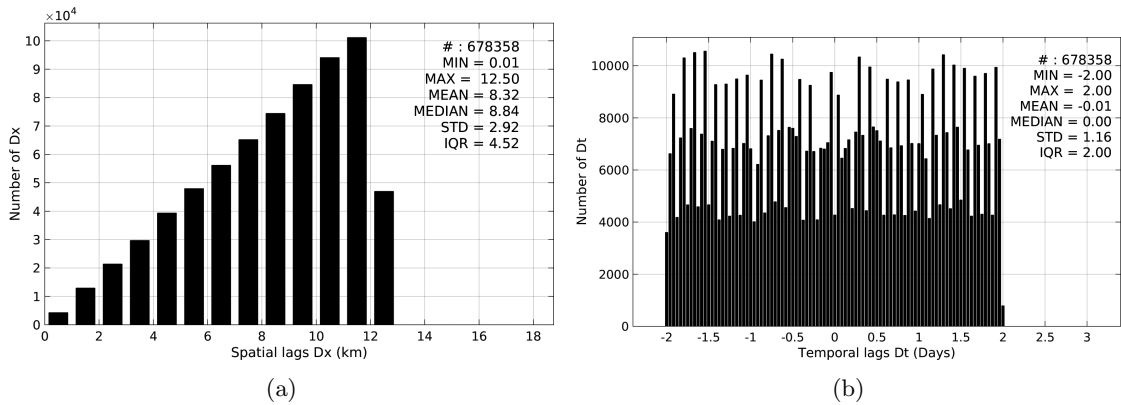 ×10⁴
10
9
8
7
6
5
4
3
2
1
0
Number of Dx
# : 678358
MIN = 0.01
MAX = 12.50
MEAN = 8.32
MEDIAN = 8.84
STD = 2.92
IQR = 4.52
0 2 4 6 8 10 12 14 16 18
Spatial lags Dx (km)
(a)
10000
8000
6000
4000
2000
0
Number of Dt
# : 678358
MIN = -2.00
MAX = 2.00
MEAN = -0.01
MEDIAN = 0.00
STD = 1.16
IQR = 2.00
-2 -1.5 -1 -0.5 0 0.5 1 1.5 2 2.5 3
Temporal lags Dt (Days)
(b)